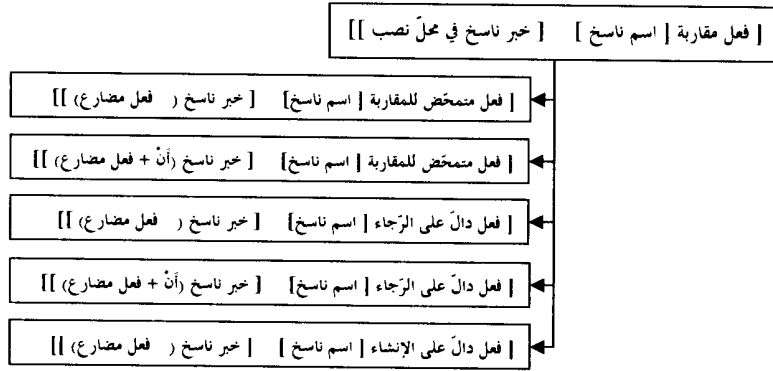 [ فعل مقاربة [ اسم ناسخ ] [ خبر ناسخ في محلّ نصب ]]
[ فعل متمحّض للمقاربة [ اسم ناسخ] [ خبر ناسخ ( فعل مضارع) ]]
[ فعل متمحّض للمقاربة [ اسم ناسخ] [ خبر ناسخ (أَنْ + فعل مضارع) ]]
[ فعل دالّ على الرّجاء [ اسم ناسخ] [ خبر ناسخ ( فعل مضارع) ]]
[ فعل دالّ على الرّجاء [ اسم ناسخ] [ خبر ناسخ (أَنْ + فعل مضارع) ]]
[ فعل دالّ على الإنشاء [ اسم ناسخ ] [ خبر ناسخ ( فعل مضارع) ]]